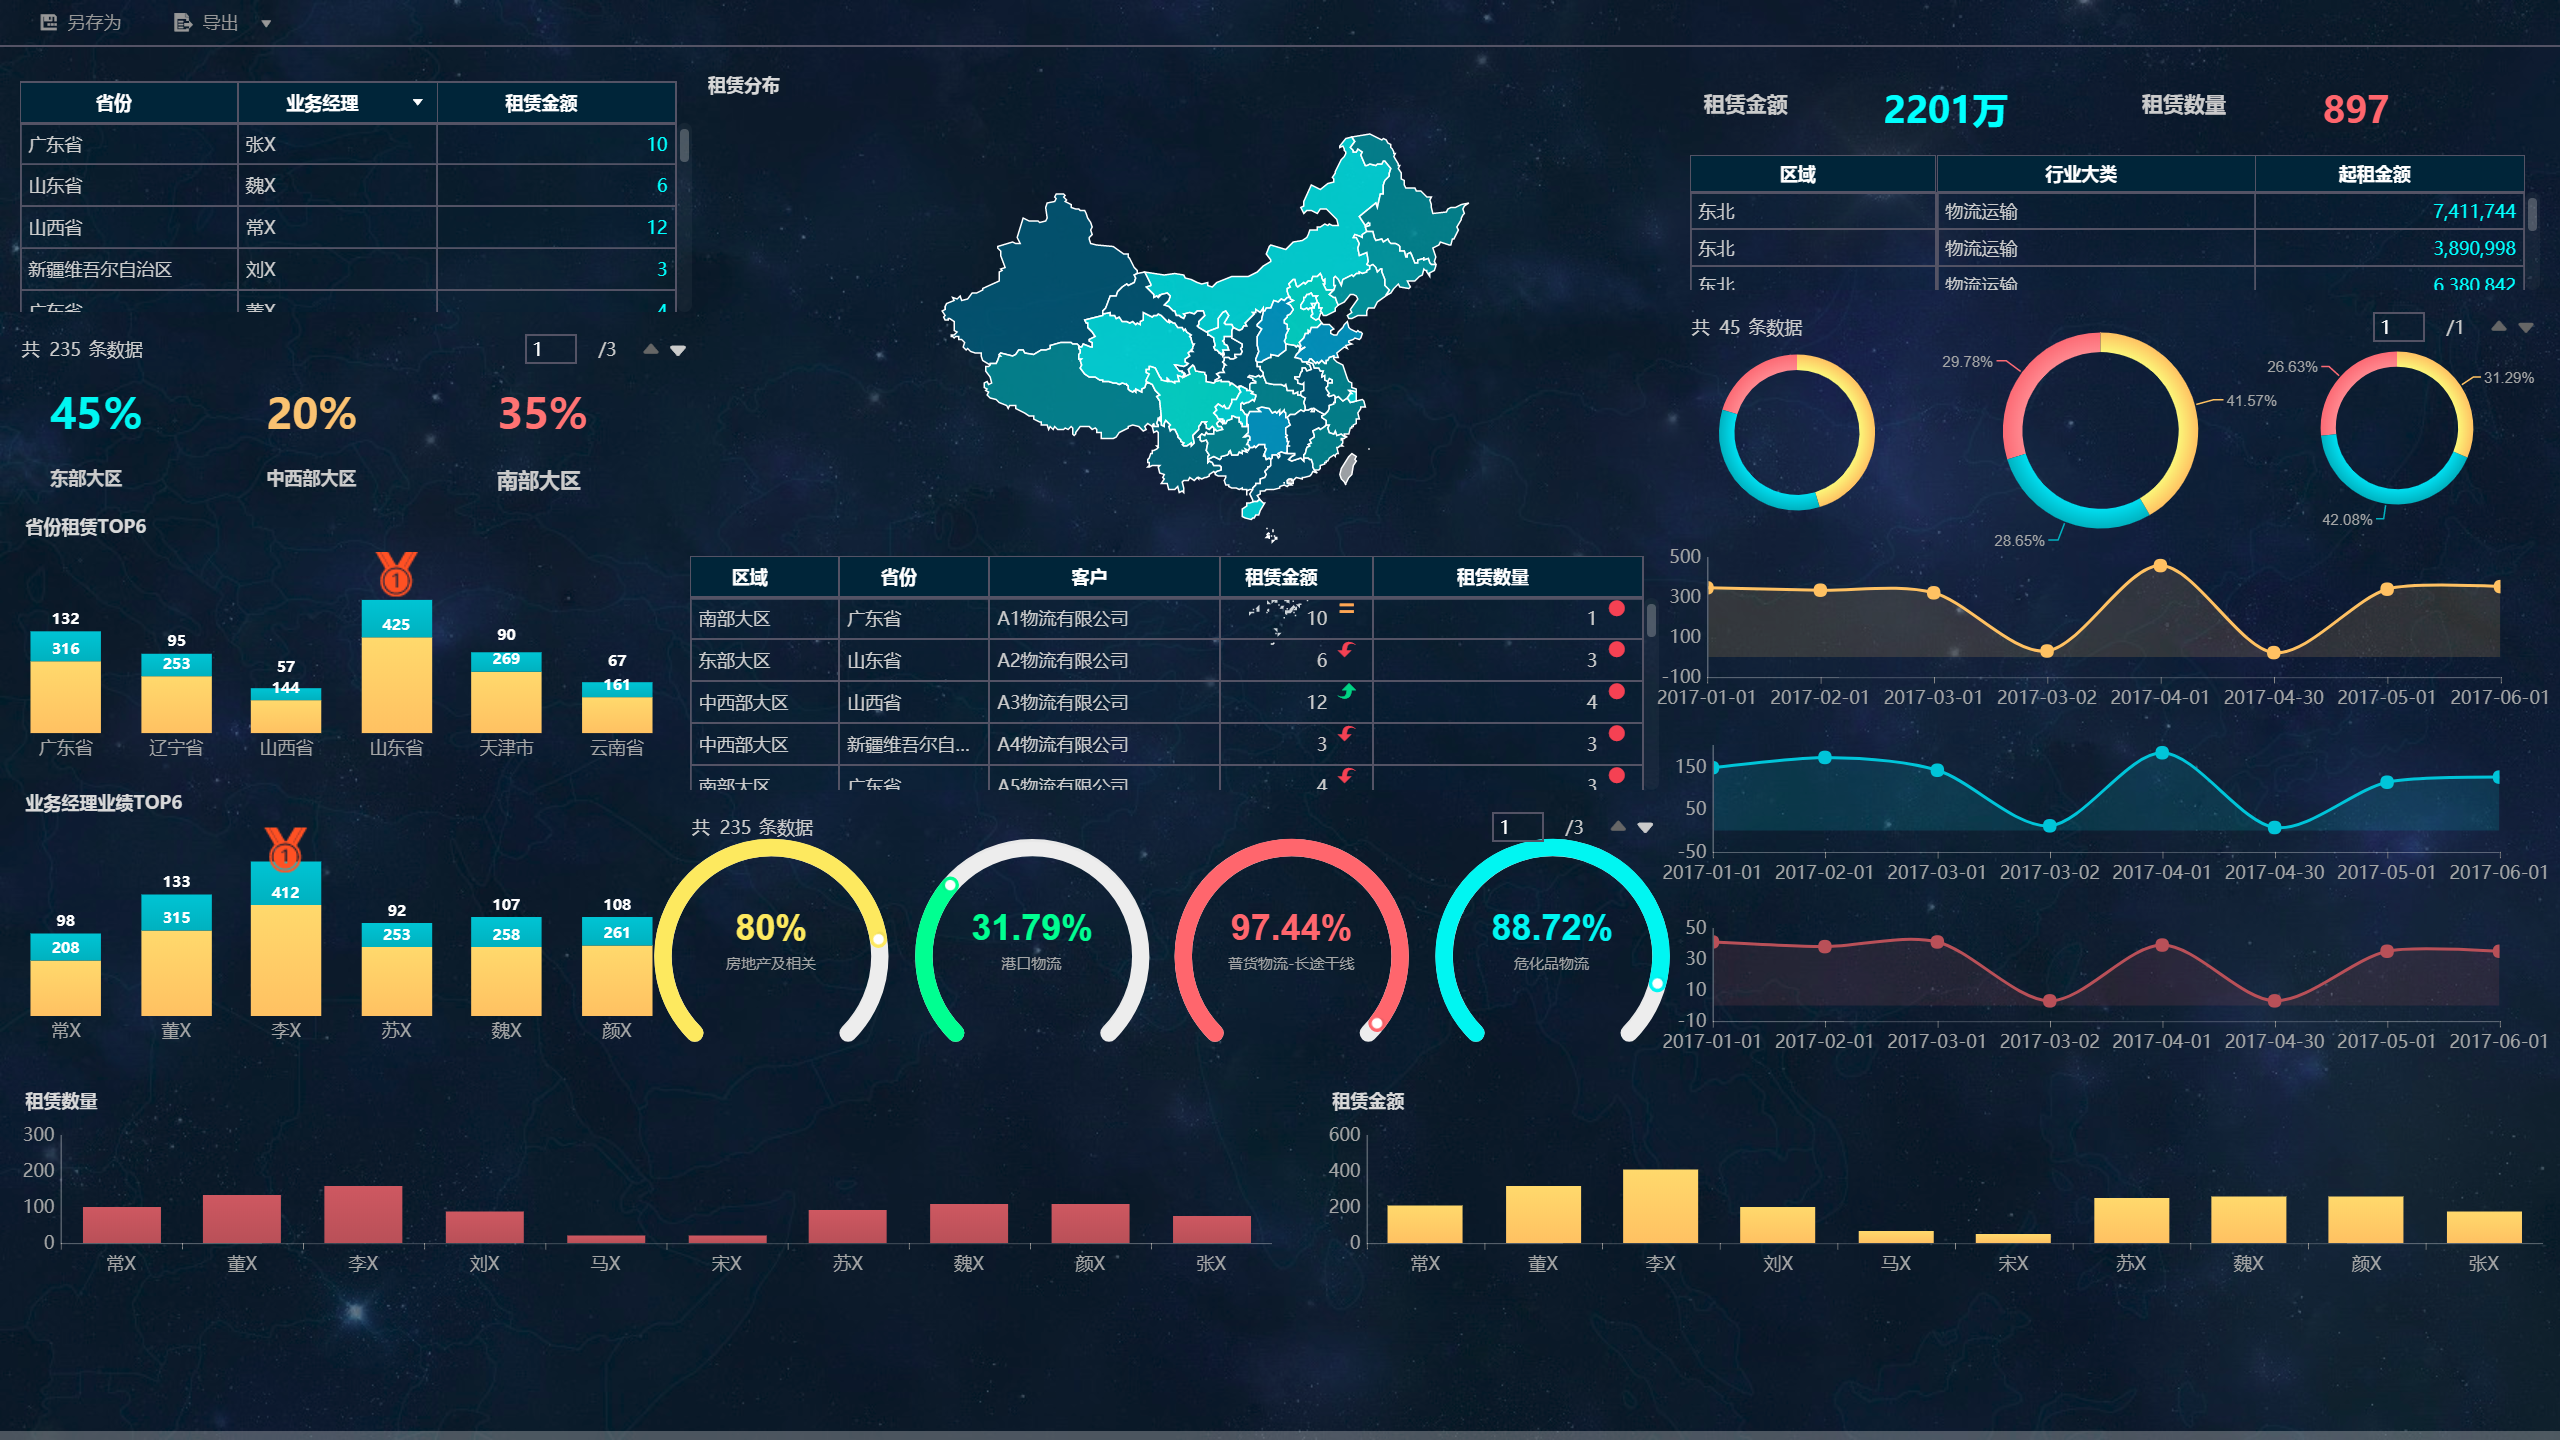 另存为 导出
租赁分布
省份 业务经理 租赁金额
广东省 张X 10
山东省 魏X 6
山西省 常X 12
新疆维吾尔自治区 刘X 3
广东省 董X 4
共 235 条数据 1 /3
45% 20% 35%
东部大区 中西部大区 南部大区
省份租赁TOP6
1
132 95 57 90 67
316 253 144 425 269 161
广东省 辽宁省 山西省 山东省 天津市 云南省
业务经理业绩TOP6
1
98 133 92 107 108
208 315 412 253 258 261
常X 董X 李X 苏X 魏X 颜X
区域 省份 客户 租赁金额 租赁数量
南部大区 广东省 A1物流有限公司 10 1
东部大区 山东省 A2物流有限公司 6 3
中西部大区 山西省 A3物流有限公司 12 4
中西部大区 新疆维吾尔自... A4物流有限公司 3 3
南部大区 广东省 A5物流有限公司 4 3
共 235 条数据 1 /3
80% 31.79% 97.44% 88.72%
房地产及相关 港口物流 普货物流-长途干线 危化品物流
租赁金额 2201万 租赁数量 897
区域 行业大类 起租金额
东北 物流运输 7,411,744
东北 物流运输 3,890,998
东北 物流运输 6,380,842
共 45 条数据 1 /1
29.78% 41.57% 28.65%
26.63% 31.29% 42.08%
500
300
100
-100
2017-01-01 2017-02-01 2017-03-01 2017-03-02 2017-04-01 2017-04-30 2017-05-01 2017-06-01
150
50
-50
2017-01-01 2017-02-01 2017-03-01 2017-03-02 2017-04-01 2017-04-30 2017-05-01 2017-06-01
50
30
10
-10
2017-01-01 2017-02-01 2017-03-01 2017-03-02 2017-04-01 2017-04-30 2017-05-01 2017-06-01
租赁数量
300
200
100
0
常X 董X 李X 刘X 马X 宋X 苏X 魏X 颜X 张X
租赁金额
600
400
200
0
常X 董X 李X 刘X 马X 宋X 苏X 魏X 颜X 张X